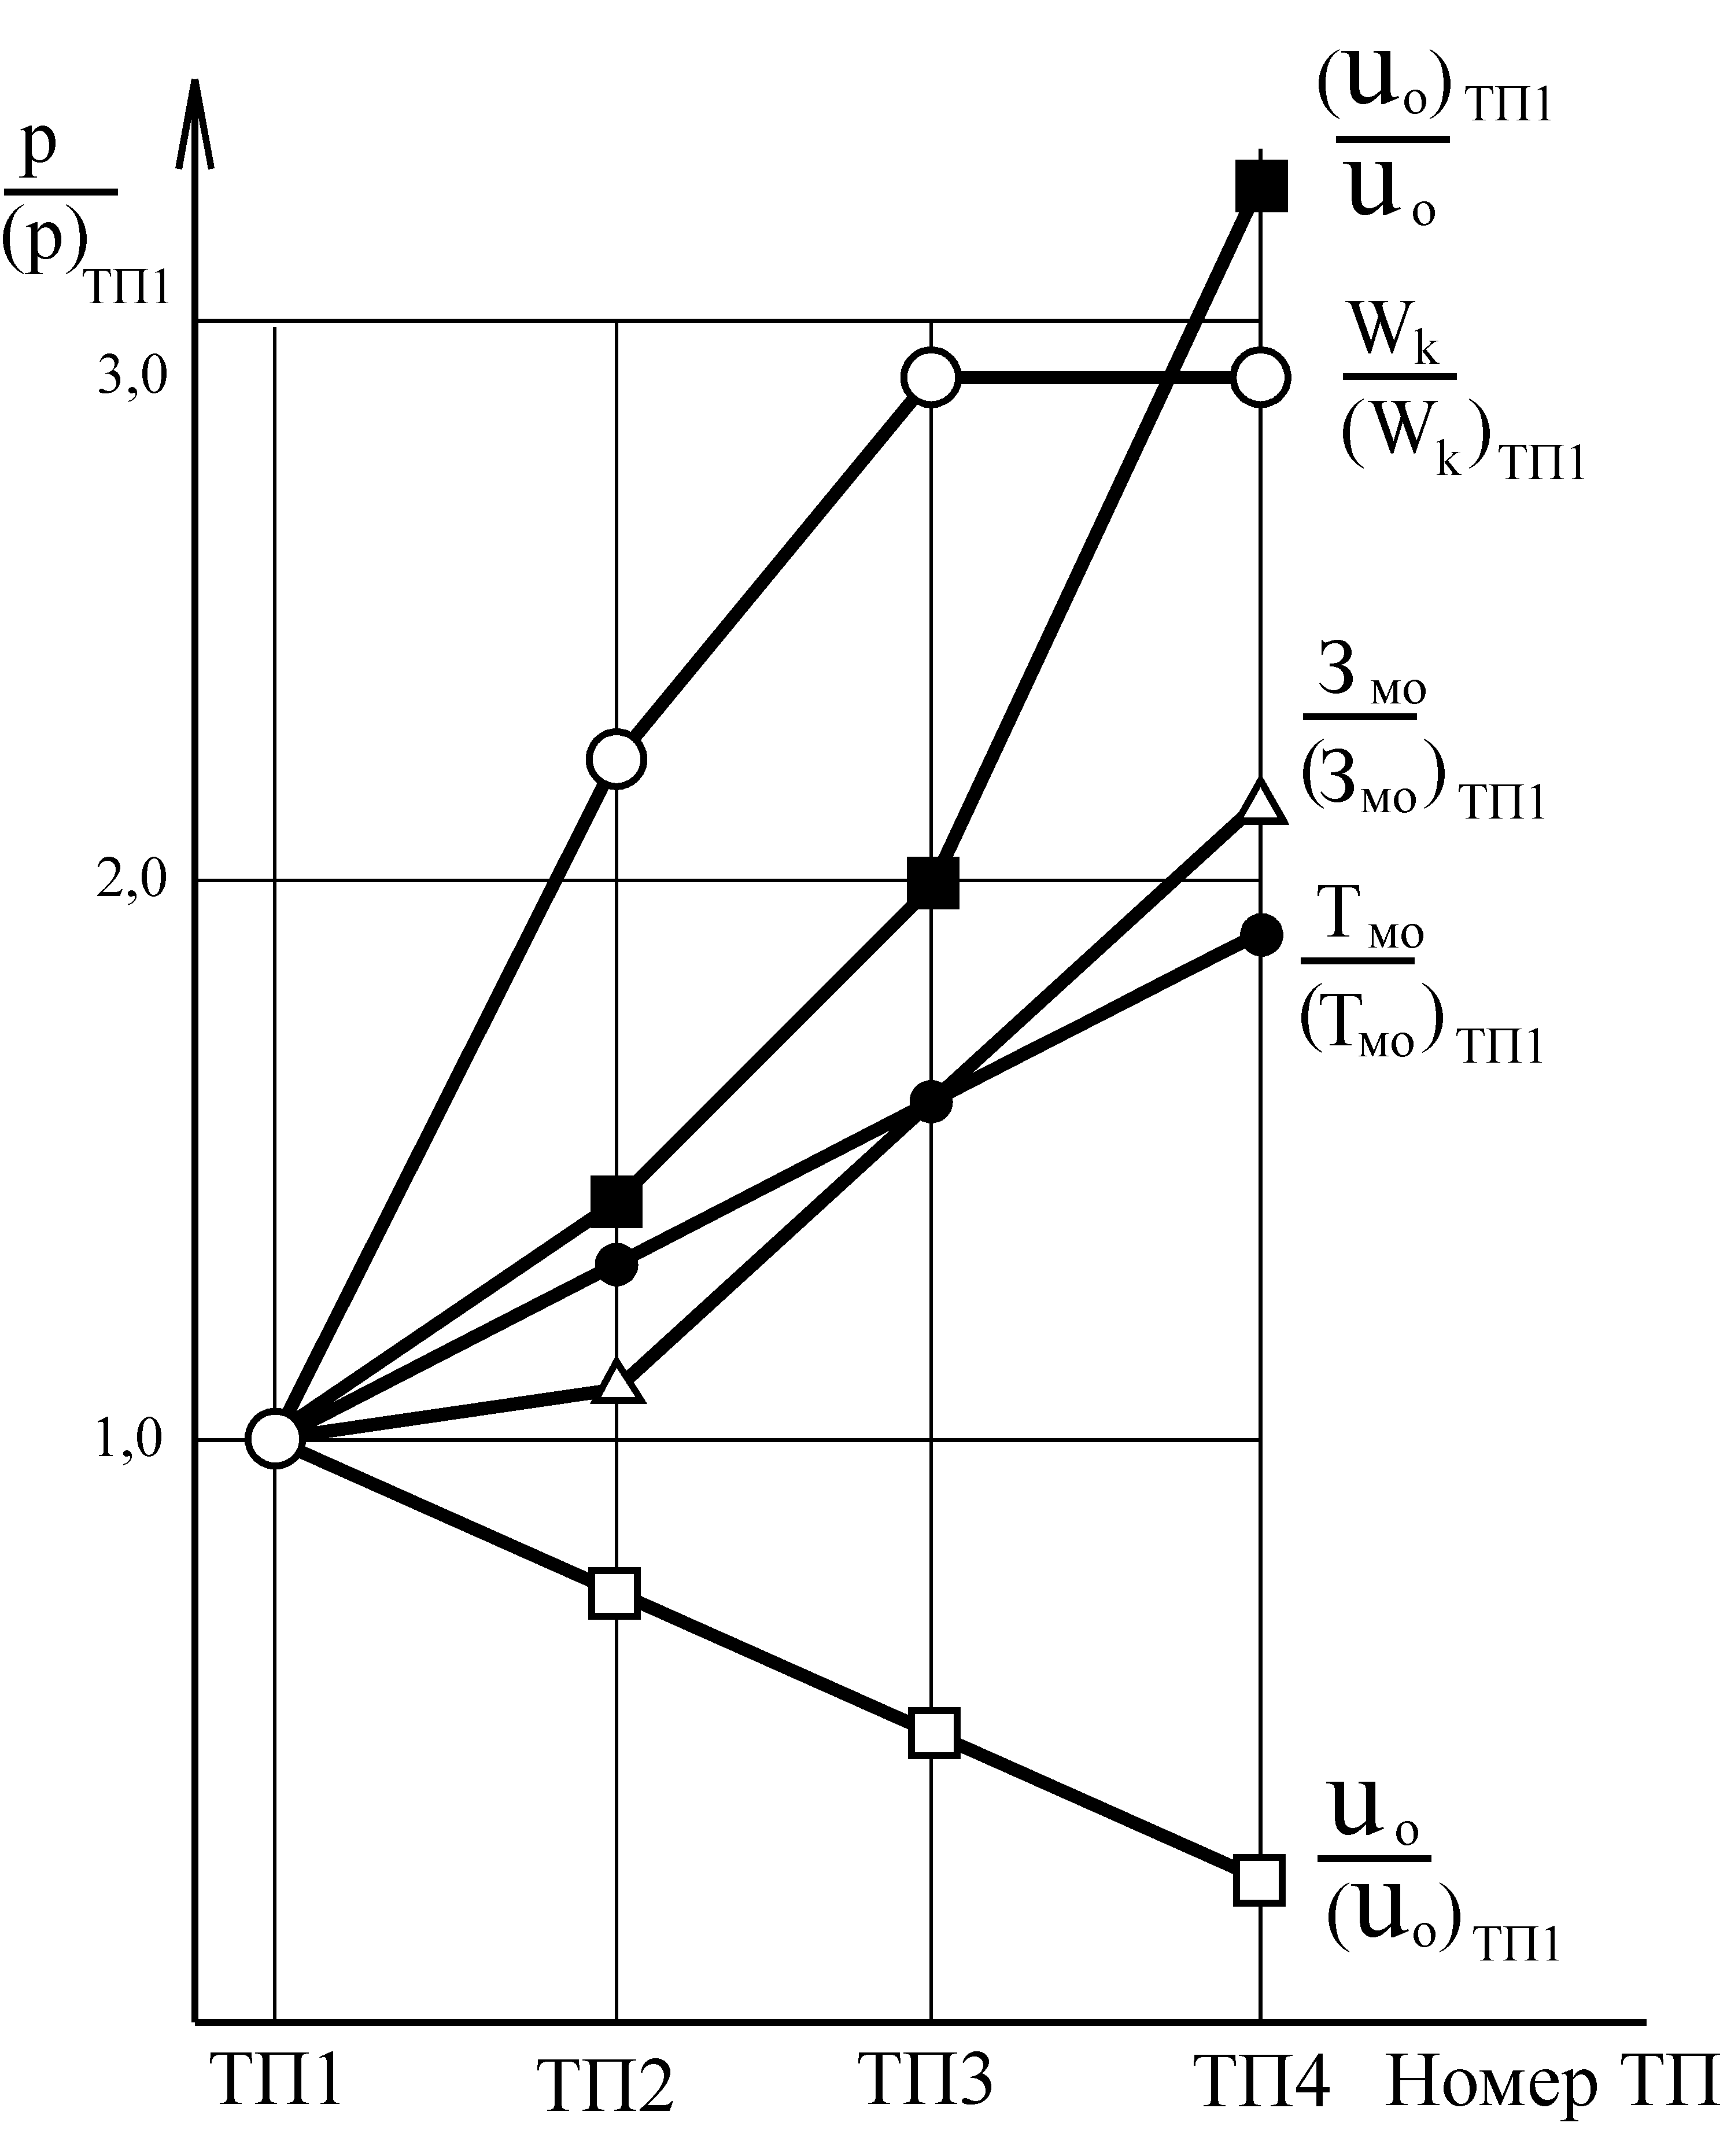 (u₀)ТП1
u₀
p
(p)ТП1
Wk
(Wk)ТП1
3,0
Змо
(Змо)ТП1
2,0
Тмо
(Тмо)ТП1
1,0
u₀
(u₀)ТП1
ТП1 ТП2 ТП3 ТП4 Номер ТП